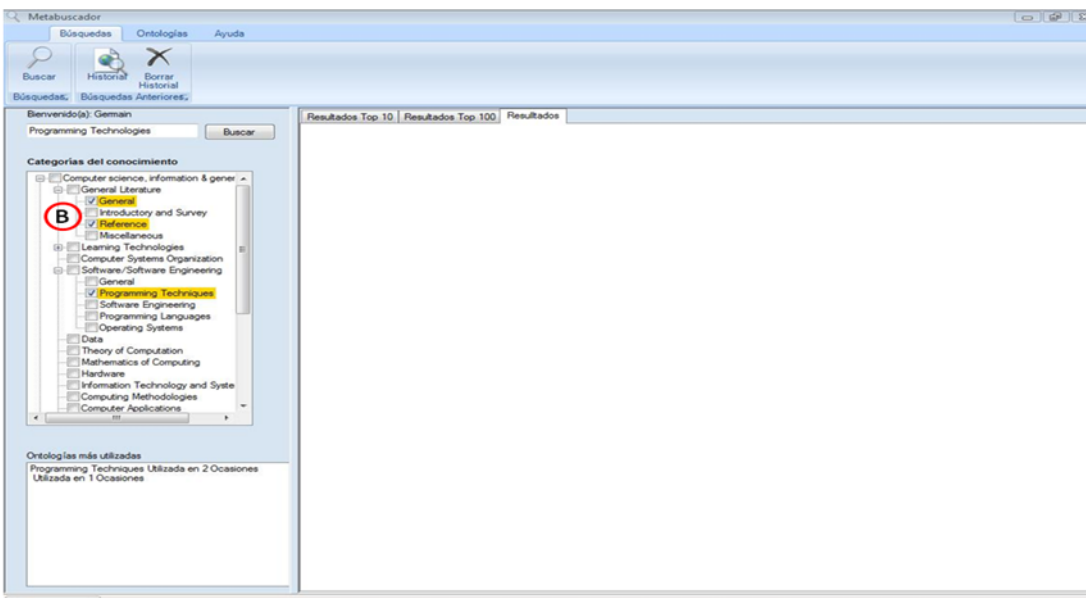 Metabuscador
Búsquedas Ontologías Ayuda
Buscar Historial Borrar Historial
Búsquedas Búsquedas Anteriores
Bienvenido(a): Germain
Programming Technologies Buscar
Resultados Top 10 Resultados Top 100 Resultados
Categorías del conocimiento
Computer science, information & gener
General Literature
General
Introductory and Survey
B
Reference
Miscellaneous
Learning Technologies
Computer Systems Organization
Software/Software Engineering
General
Programming Techniques
Software Engineering
Programming Languages
Operating Systems
Data
Theory of Computation
Mathematics of Computing
Hardware
Information Technology and Syste
Computing Methodologies
Computer Applications
Ontologías más utilizadas
Programming Techniques Utilizada en 2 Ocasiones
Utilizada en 1 Ocasiones